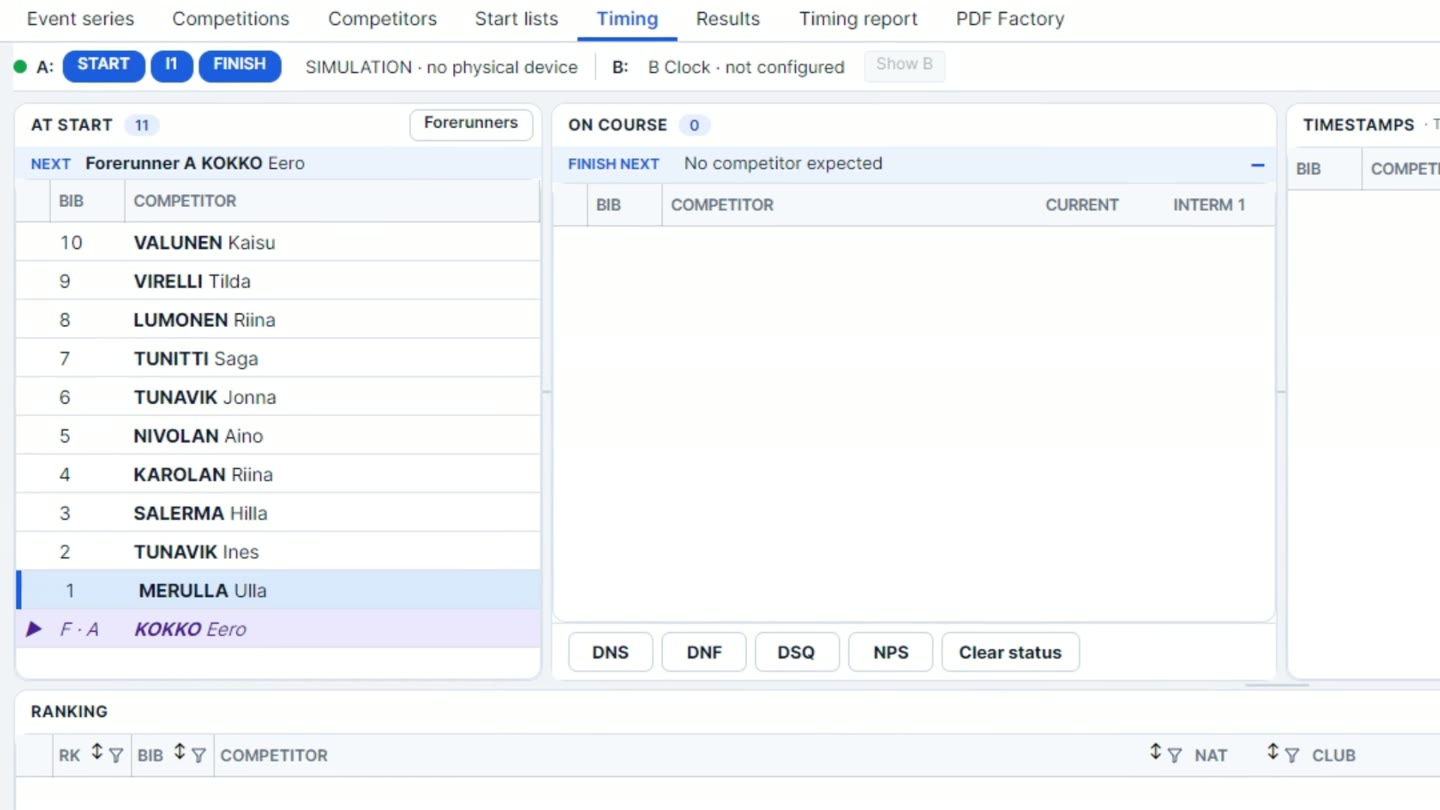 Event series Competitions Competitors Start lists Timing Results Timing report PDF Factory
A: START I1 FINISH SIMULATION · no physical device B: B Clock · not configured Show B
AT START 11 Forerunners
NEXT Forerunner A KOKKO Eero
BIB COMPETITOR
10 VALUNEN Kaisu
9 VIRELLI Tilda
8 LUMONEN Riina
7 TUNITTI Saga
6 TUNAVIK Jonna
5 NIVOLAN Aino
4 KAROLAN Riina
3 SALERMA Hilla
2 TUNAVIK Ines
1 MERULLA Ulla
F · A KOKKO Eero
ON COURSE 0
FINISH NEXT No competitor expected
BIB COMPETITOR CURRENT INTERM 1
DNS DNF DSQ NPS Clear status
TIMESTAMPS · T
BIB COMPETI
RANKING
RK BIB COMPETITOR NAT CLUB